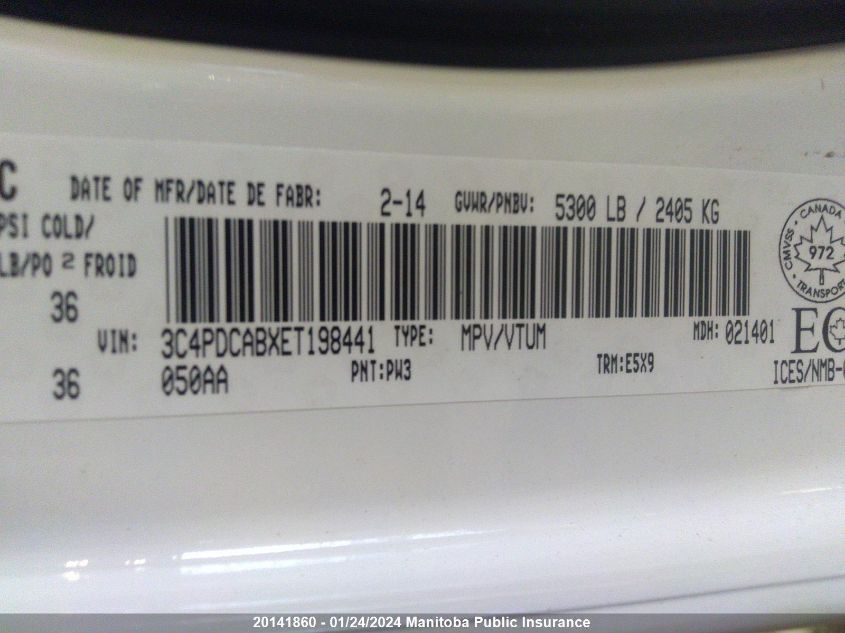 C
DATE OF MFR/DATE DE FABR: 2-14 GVWR/PNBV: 5300 LB / 2405 KG
PSI COLD/
LB/PO 2 FROID
36
CANADA
CMVSS 972
TRANSPORT
VIN: 3C4PDCABXET198441 TYPE: MPV/VTUM MDH: 021401
36 050AA PNT:PW3 TRM:E5X9
ICES/NMB-
20141860 - 01/24/2024 Manitoba Public Insurance